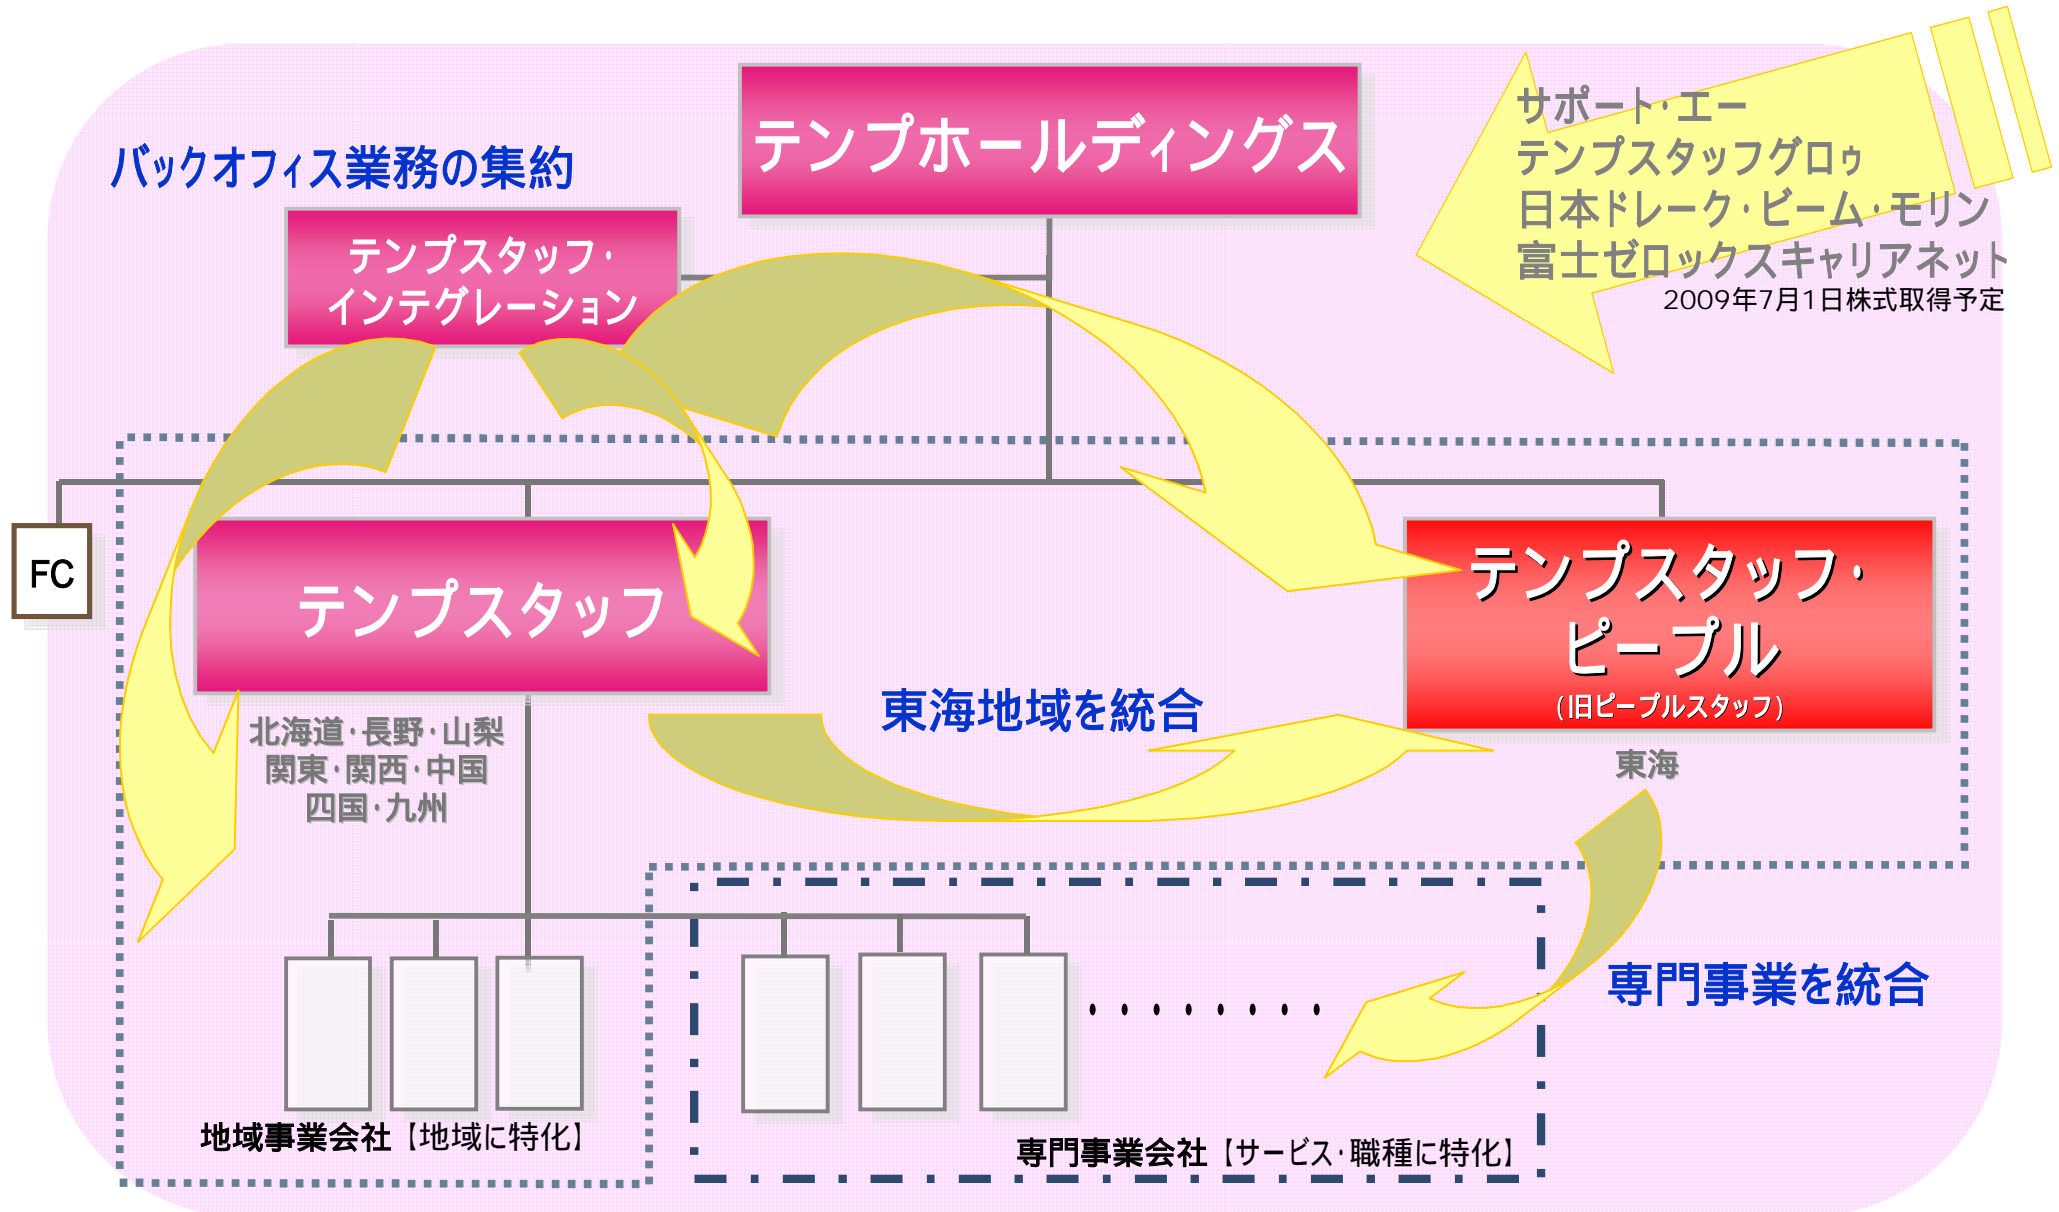 テンプホールディングス
サポート・エー
テンプスタッフグロゥ
日本ドレーク・ビーム・モリン
富士ゼロックスキャリアネット
2009年7月1日株式取得予定
バックオフィス業務の集約
テンプスタッフ・
インテグレーション
FC
テンプスタッフ
テンプスタッフ・
ピープル
(旧ピープルスタッフ)
東海地域を統合
北海道・長野・山梨
関東・関西・中国
四国・九州
東海
専門事業を統合
・・・・・・・・
地域事業会社【地域に特化】
専門事業会社【サービス・職種に特化】